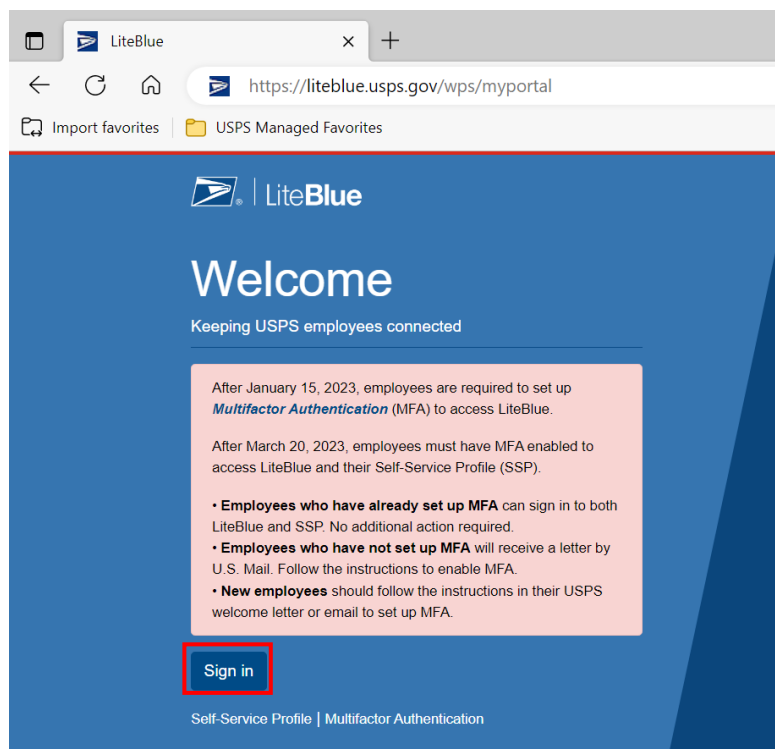 LiteBlue
https://liteblue.usps.gov/wps/myportal
Import favorites
USPS Managed Favorites
LiteBlue
Welcome
Keeping USPS employees connected
After January 15, 2023, employees are required to set up
Multifactor Authentication (MFA) to access LiteBlue.
After March 20, 2023, employees must have MFA enabled to
access LiteBlue and their Self-Service Profile (SSP).
• Employees who have already set up MFA can sign in to both
LiteBlue and SSP. No additional action required.
• Employees who have not set up MFA will receive a letter by
U.S. Mail. Follow the instructions to enable MFA.
• New employees should follow the instructions in their USPS
welcome letter or email to set up MFA.
Sign in
Self-Service Profile | Multifactor Authentication